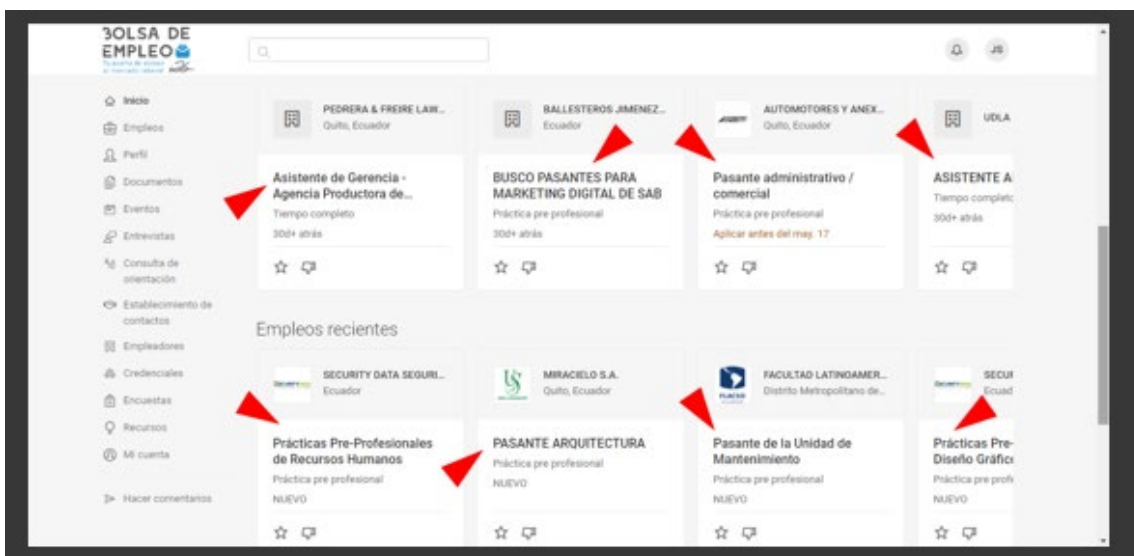 BOLSA DE
EMPLEO
JS
Inicio
Empleos
Perfil
Documentos
Eventos
Entrevistas
Consulta de
orientación
Establecimiento de
contactos
Empleadores
Credenciales
Encuestas
Recursos
Mi cuenta
Hacer comentarios
PEDRERA & FREIRE LAW...
Quito, Ecuador
Asistente de Gerencia -
Agencia Productora de...
Tiempo completo
30d+ atrás
BALLESTEROS JIMENEZ...
Ecuador
BUSCO PASANTES PARA
MARKETING DIGITAL DE SAB
Práctica pre profesional
30d+ atrás
AUTOMOTORES Y ANEX...
Quito, Ecuador
Pasante administrativo /
comercial
Práctica pre profesional
Aplicar antes del may. 17
UDLA
ASISTENTE A
Tiempo completo
30d+ atrás
Empleos recientes
SECURITY DATA SEGURI...
Ecuador
Prácticas Pre-Profesionales
de Recursos Humanos
Práctica pre profesional
NUEVO
MIRACIELO S.A.
Quito, Ecuador
PASANTE ARQUITECTURA
Práctica pre profesional
NUEVO
FLACSO
FACULTAD LATINOAMER...
Distrito Metropolitano de...
Pasante de la Unidad de
Mantenimiento
Práctica pre profesional
NUEVO
SECUR
Ecuad
Prácticas Pre-
Diseño Gráfic
Práctica pre profe
NUEVO